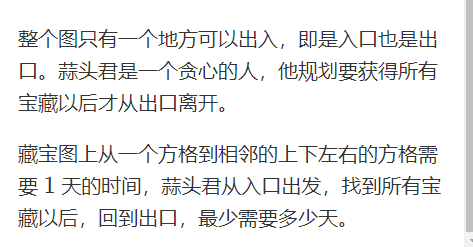 整个图只有一个地方可以出入，即是入口也是出
口。蒜头君是一个贪心的人，他规划要获得所有
宝藏以后才从出口离开。
藏宝图上从一个方格到相邻的上下左右的方格需
要 1 天的时间，蒜头君从入口出发，找到所有宝
藏以后，回到出口，最少需要多少天。